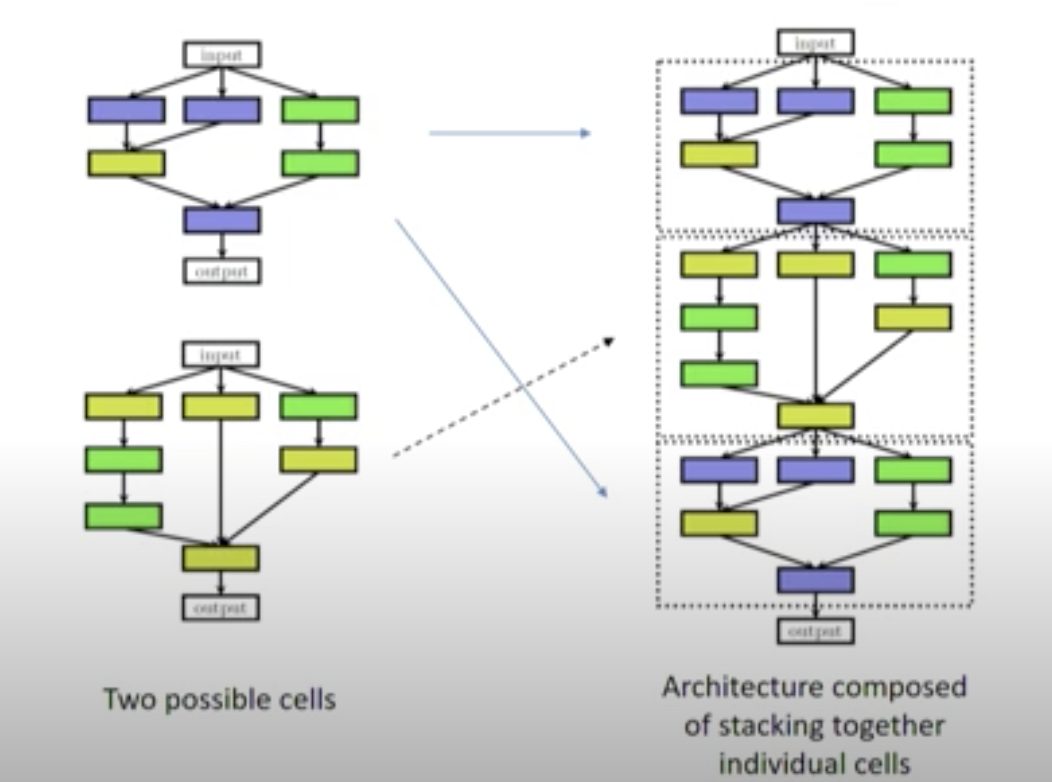 input
output
input
output
Two possible cells
input
output
Architecture composed
of stacking together
individual cells